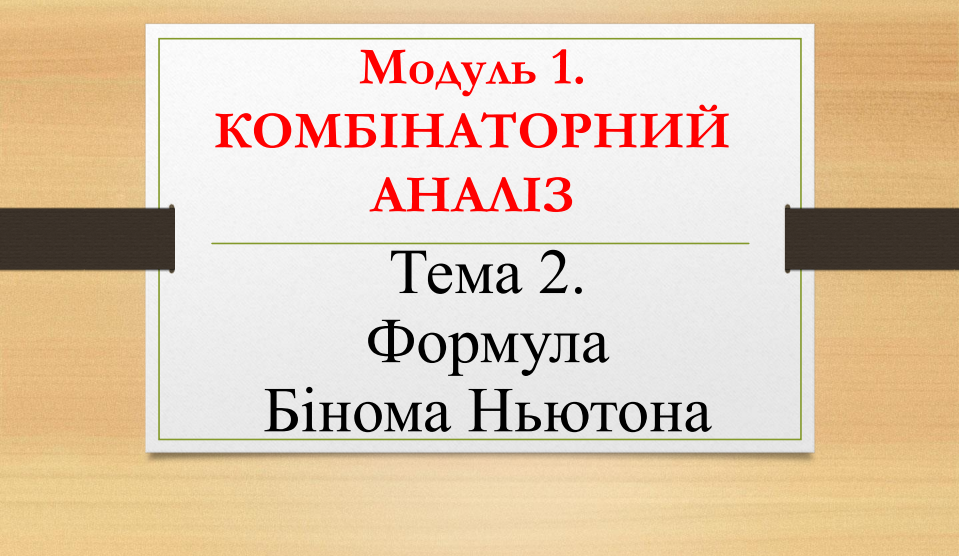 Модуль 1.
КОМБІНАТОРНИЙ
АНАЛІЗ
Тема 2.
Формула
Бінома Ньютона